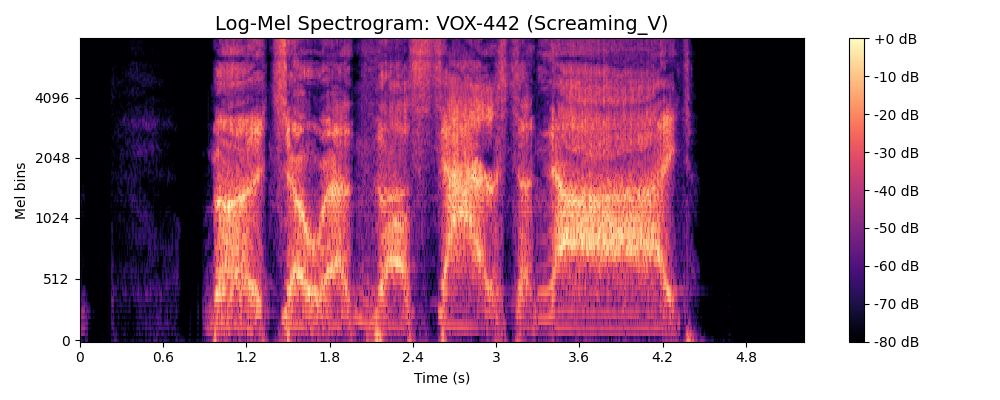 Log-Mel Spectrogram: VOX-442 (Screaming_V)
Mel bins
4096
2048
1024
512
0
0 0.6 1.2 1.8 2.4 3 3.6 4.2 4.8
Time (s)
+0 dB
-10 dB
-20 dB
-30 dB
-40 dB
-50 dB
-60 dB
-70 dB
-80 dB